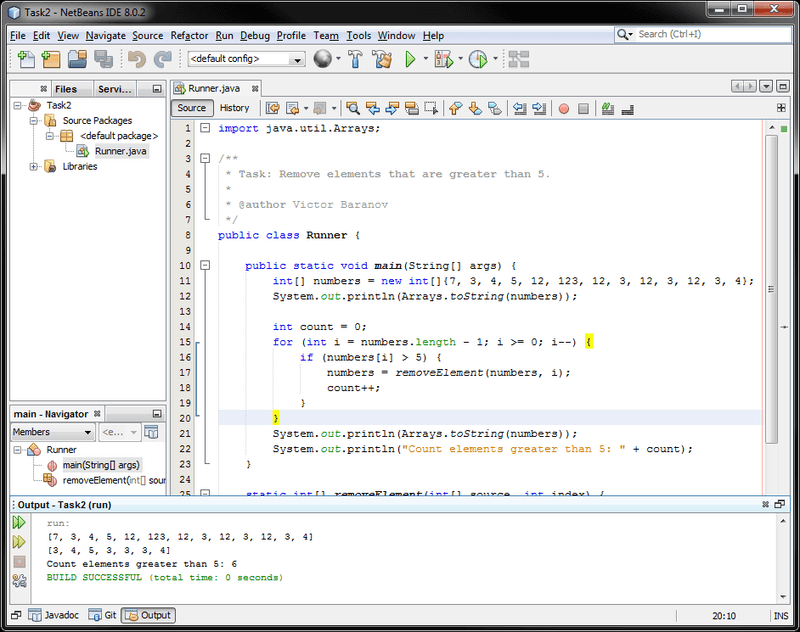 Task2 - NetBeans IDE 8.0.2
File Edit View Navigate Source Refactor Run Debug Profile Team Tools Window Help
Search (Ctrl+I)
<default config>
Files Servi...
Task2
Source Packages
<default package>
Runner.java
Libraries
Runner.java
Source History
1 import java.util.Arrays;
2
3 /**
4 * Task: Remove elements that are greater than 5.
5 *
6 * @author Victor Baranov
7 */
8 public class Runner {
9
10 public static void main(String[] args) {
11 int[] numbers = new int[]{7, 3, 4, 5, 12, 123, 12, 3, 12, 3, 12, 3, 4};
12 System.out.println(Arrays.toString(numbers));
13
14 int count = 0;
15 for (int i = numbers.length - 1; i >= 0; i--) {
16 if (numbers[i] > 5) {
17 numbers = removeElement(numbers, i);
18 count++;
19 }
20 }
21 System.out.println(Arrays.toString(numbers));
22 System.out.println("Count elements greater than 5: " + count);
23 }
24
25 static int[] removeElement(int[] source, int index) {
main - Navigator
Members <e...
Runner
main(String[] args)
removeElement(int[] sour
Output - Task2 (run)
run:
[7, 3, 4, 5, 12, 123, 12, 3, 12, 3, 12, 3, 4]
[3, 4, 5, 3, 3, 3, 4]
Count elements greater than 5: 6
BUILD SUCCESSFUL (total time: 0 seconds)
Javadoc Git Output
20:10 INS